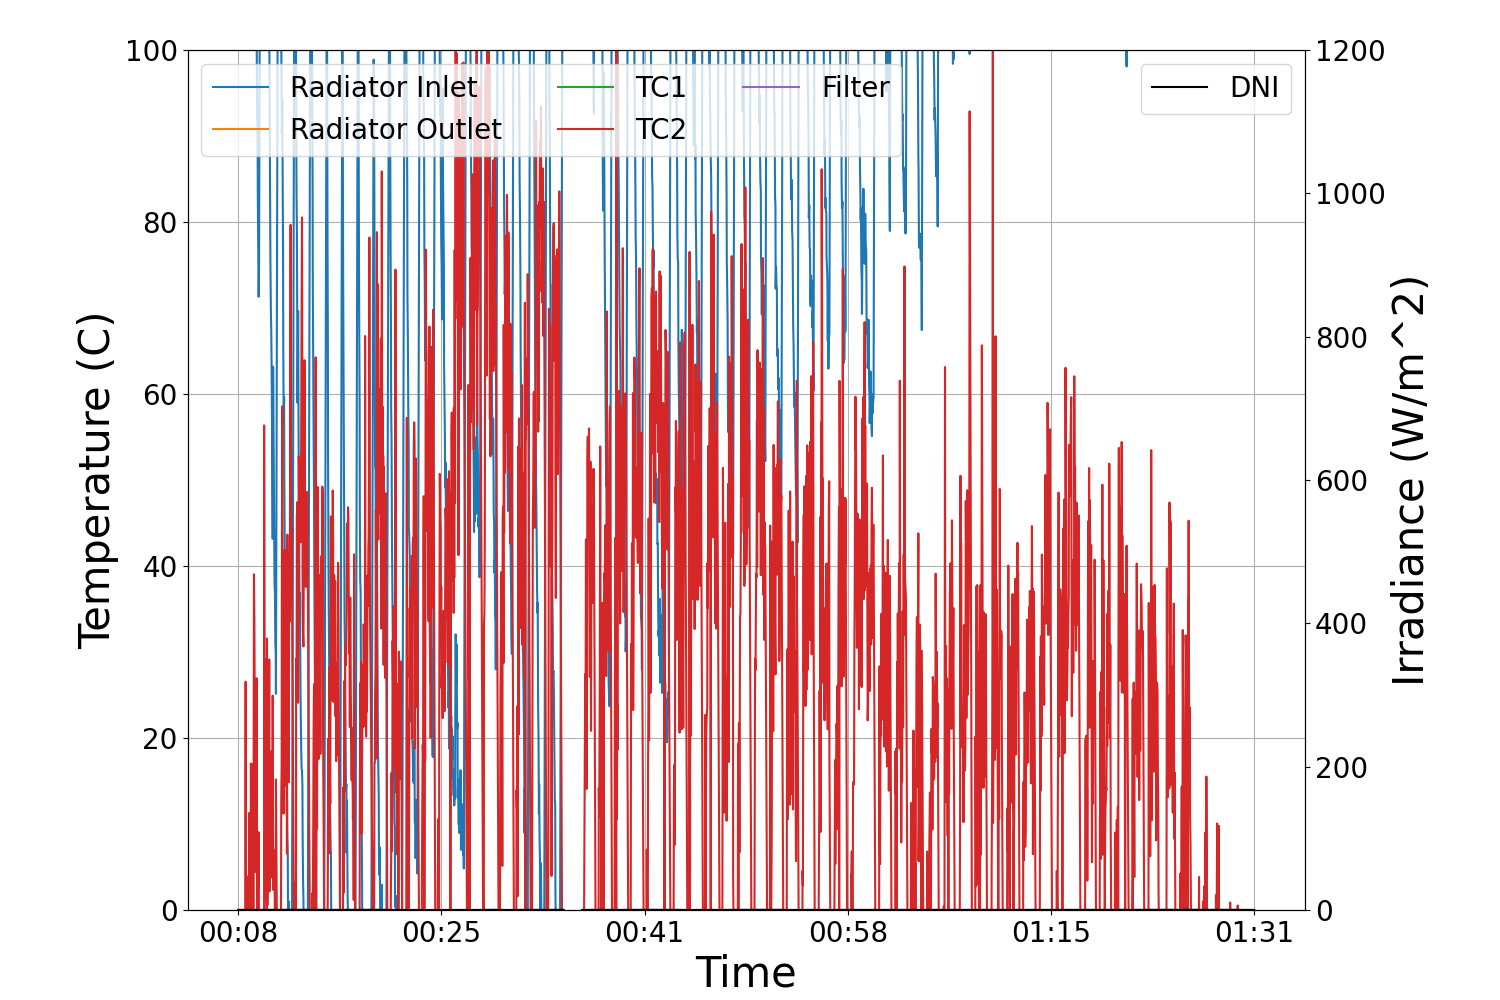 Radiator Inlet
Radiator Outlet
TC1
TC2
Filter
DNI
100
80
60
40
20
0
Temperature (C)
1200
1000
800
600
400
200
0
Irradiance (W/m^2)
00:08
00:25
00:41
00:58
01:15
01:31
Time